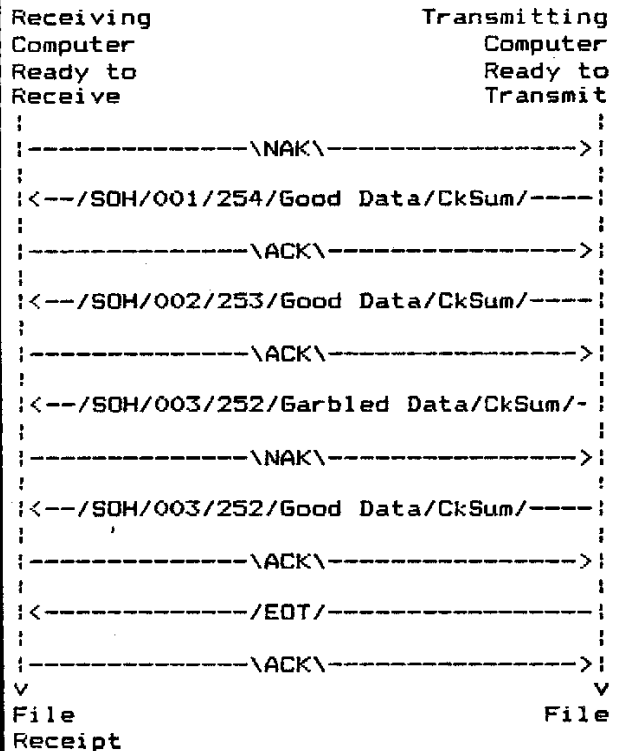 Receiving                    Transmitting
Computer                         Computer
Ready to                         Ready to
Receive                          Transmit
¦                                       ¦
¦---------------\NAK\----------------->¦
¦                                       ¦
¦<--/SOH/001/254/Good Data/CkSum/----¦
¦                                       ¦
¦---------------\ACK\----------------->¦
¦                                       ¦
¦<--/SOH/002/253/Good Data/CkSum/----¦
¦                                       ¦
¦---------------\ACK\----------------->¦
¦                                       ¦
¦<--/SOH/003/252/Garbled Data/CkSum/-¦
¦                                       ¦
¦---------------\NAK\----------------->¦
¦                                       ¦
¦<--/SOH/003/252/Good Data/CkSum/----¦
¦                                       ¦
¦---------------\ACK\----------------->¦
¦                                       ¦
¦<--------------/EOT/------------------¦
¦                                       ¦
¦---------------\ACK\----------------->¦
v                                       v
File                                 File
Receipt